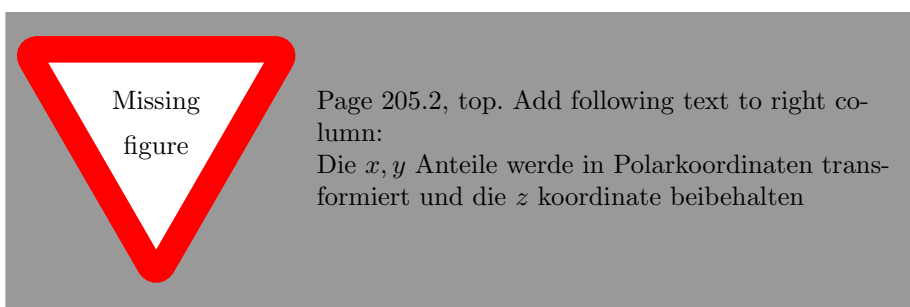 Missing
figure
Page 205.2, top. Add following text to right co-
lumn:
Die x, y Anteile werde in Polarkoordinaten trans-
formiert und die z koordinate beibehalten